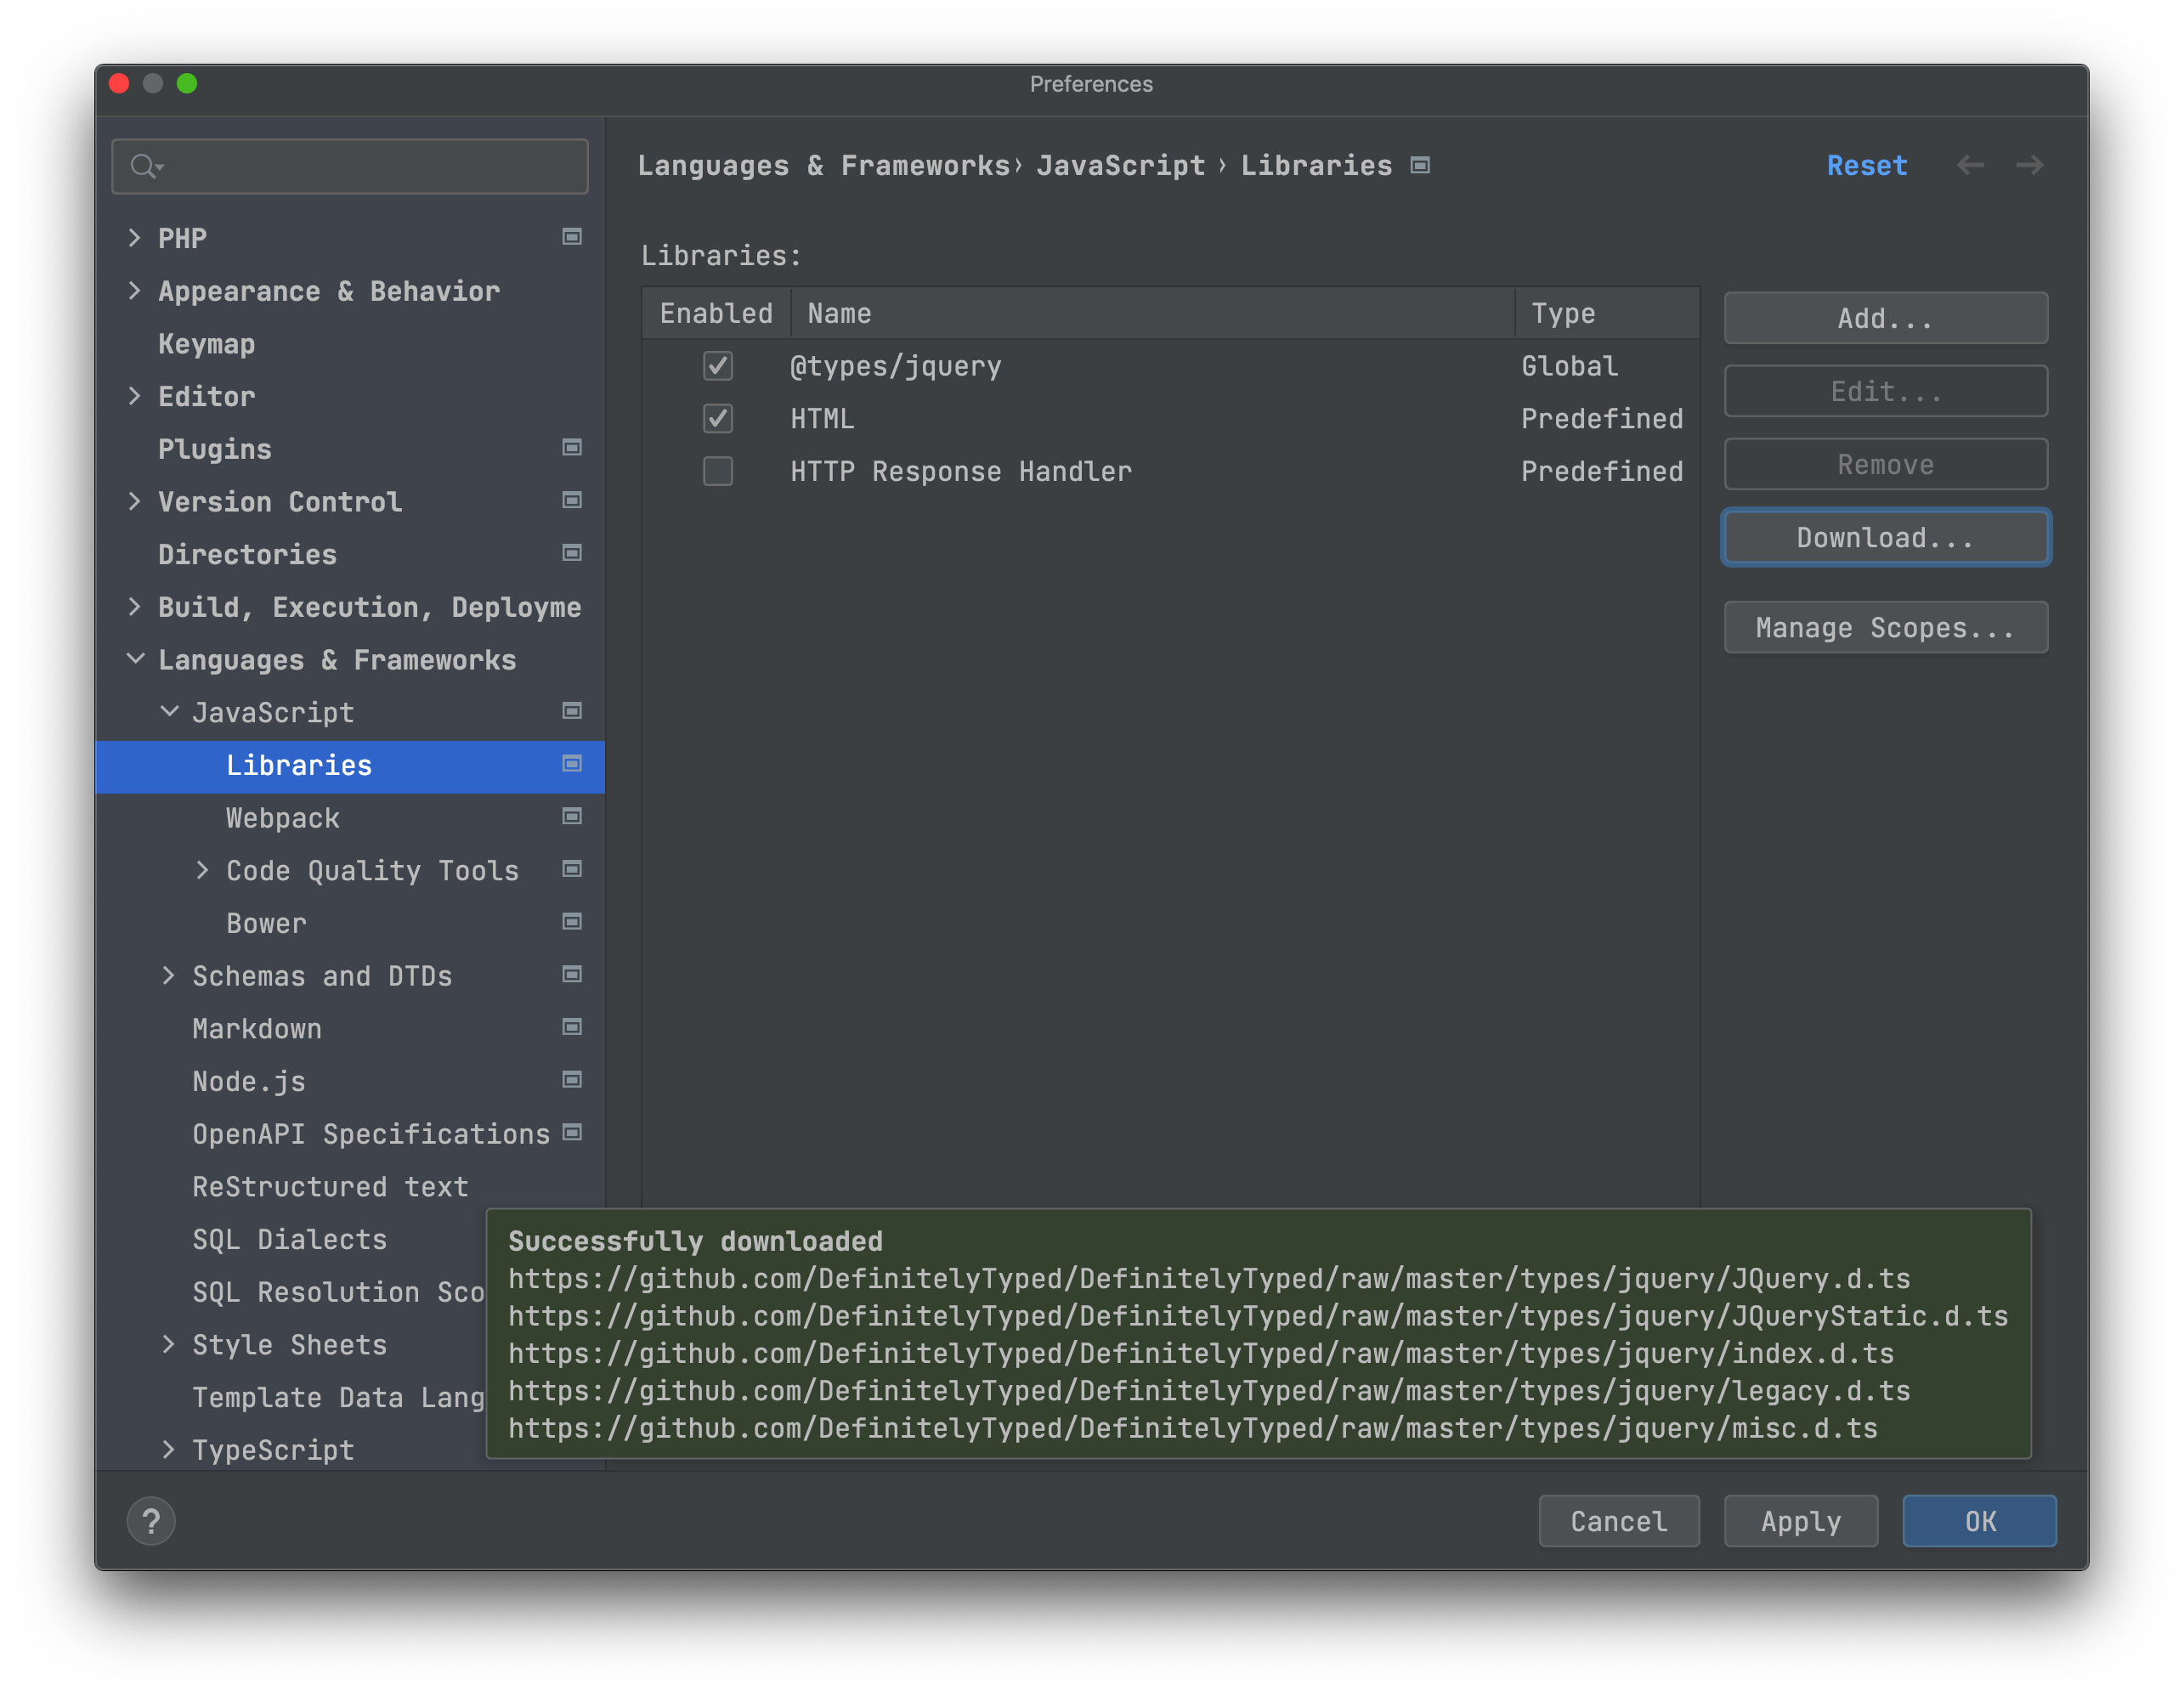 Preferences
Languages & Frameworks › JavaScript › Libraries
Reset
PHP
Appearance & Behavior
Keymap
Editor
Plugins
Version Control
Directories
Build, Execution, Deployme
Languages & Frameworks
JavaScript
Libraries
Webpack
Code Quality Tools
Bower
Schemas and DTDs
Markdown
Node.js
OpenAPI Specifications
ReStructured text
SQL Dialects
SQL Resolution Sco
Style Sheets
Template Data Lang
TypeScript
Libraries:
Enabled Name Type
@types/jquery Global
HTML Predefined
HTTP Response Handler Predefined
Add...
Edit...
Remove
Download...
Manage Scopes...
Successfully downloaded
https://github.com/DefinitelyTyped/DefinitelyTyped/raw/master/types/jquery/JQuery.d.ts
https://github.com/DefinitelyTyped/DefinitelyTyped/raw/master/types/jquery/JQueryStatic.d.ts
https://github.com/DefinitelyTyped/DefinitelyTyped/raw/master/types/jquery/index.d.ts
https://github.com/DefinitelyTyped/DefinitelyTyped/raw/master/types/jquery/legacy.d.ts
https://github.com/DefinitelyTyped/DefinitelyTyped/raw/master/types/jquery/misc.d.ts
?
Cancel
Apply
OK